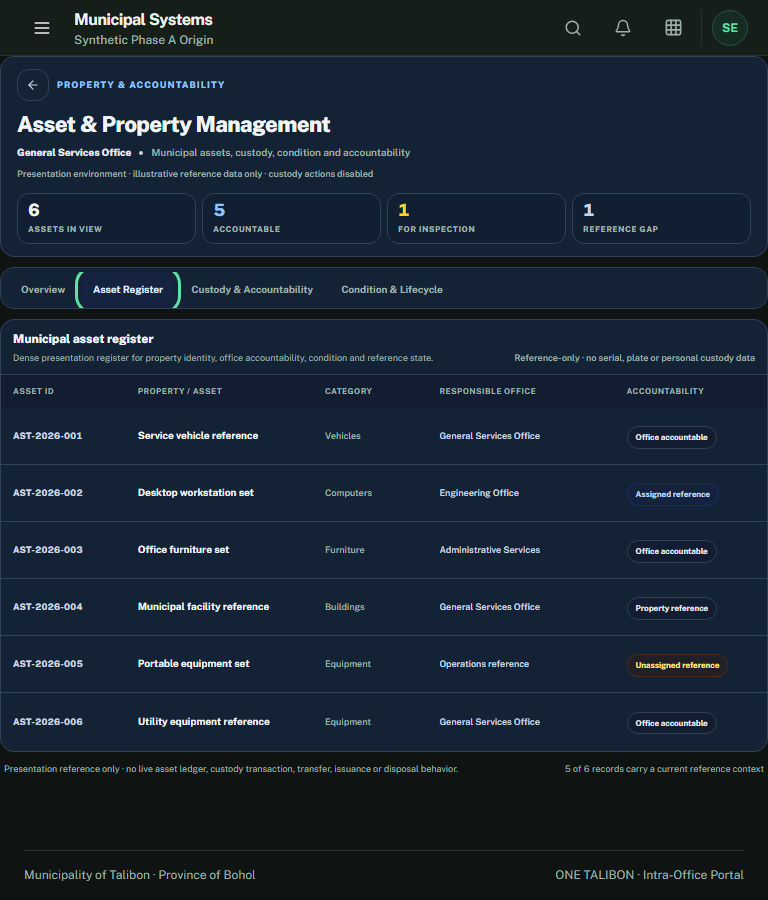 Municipal Systems
Synthetic Phase A Origin
SE
PROPERTY & ACCOUNTABILITY
Asset & Property Management
General Services Office • Municipal assets, custody, condition and accountability
Presentation environment · illustrative reference data only · custody actions disabled
6
ASSETS IN VIEW
5
ACCOUNTABLE
1
FOR INSPECTION
1
REFERENCE GAP
Overview Asset Register Custody & Accountability Condition & Lifecycle
Municipal asset register
Dense presentation register for property identity, office accountability, condition and reference state. Reference-only · no serial, plate or personal custody data
ASSET ID PROPERTY / ASSET CATEGORY RESPONSIBLE OFFICE ACCOUNTABILITY
AST-2026-001 Service vehicle reference Vehicles General Services Office Office accountable
AST-2026-002 Desktop workstation set Computers Engineering Office Assigned reference
AST-2026-003 Office furniture set Furniture Administrative Services Office accountable
AST-2026-004 Municipal facility reference Buildings General Services Office Property reference
AST-2026-005 Portable equipment set Equipment Operations reference Unassigned reference
AST-2026-006 Utility equipment reference Equipment General Services Office Office accountable
Presentation reference only · no live asset ledger, custody transaction, transfer, issuance or disposal behavior. 5 of 6 records carry a current reference context
Municipality of Talibon · Province of Bohol ONE TALIBON · Intra-Office Portal